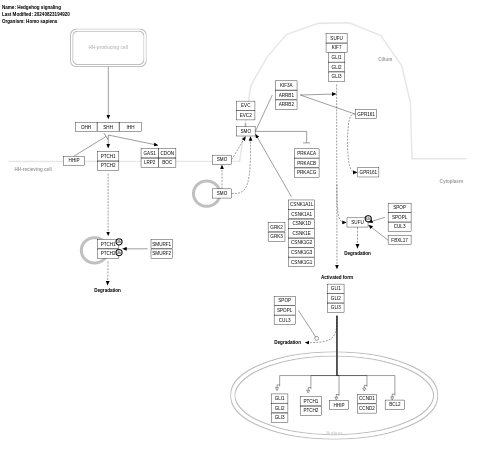 Name: Hedgehog signaling
Last Modified: 20240823194920
Organism: Homo sapiens
HH-producing cell
SUFU
KIF7
GLI1
GLI2
GLI3
Cilium
KIF3A
ARRB1
ARRB2
GPR161
EVC
EVC2
SMO
DHH SHH IHH
HHIP
PTCH1
PTCH2
GAS1 CDON
LRP2 BOC
SMO
PRKACA
PRKACB
PRKACG
GPR161
HH-recieving cell
Cytoplasm
SMO
CSNK1A1L
CSNK1A1
CSNK1D
CSNK1E
CSNK1G2
CSNK1G3
CSNK1G1
GRK2
GRK3
SUFU
SPOP
SPOPL
CUL3
FBXL17
Degradation
PTCH1
PTCH2
SMURF1
SMURF2
Degradation
Activated form
GLI1
GLI2
GLI3
SPOP
SPOPL
CUL3
Degradation
GLI1
GLI2
GLI3
PTCH1
PTCH2
HHIP
CCND1
CCND2
BCL2
Nucleus